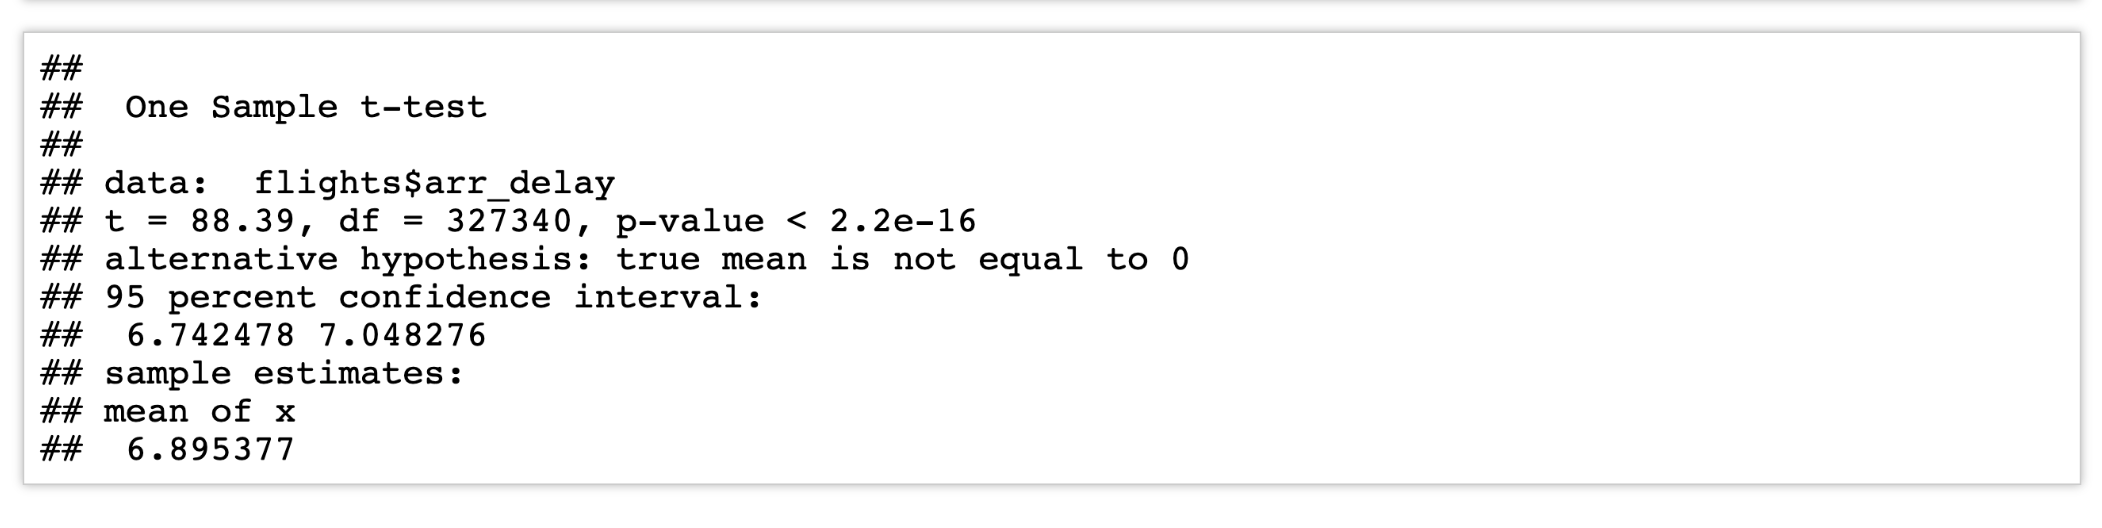 ##
##  One Sample t-test
##
## data:  flights$arr_delay
## t = 88.39, df = 327340, p-value < 2.2e-16
## alternative hypothesis: true mean is not equal to 0
## 95 percent confidence interval:
##  6.742478 7.048276
## sample estimates:
## mean of x
##  6.895377